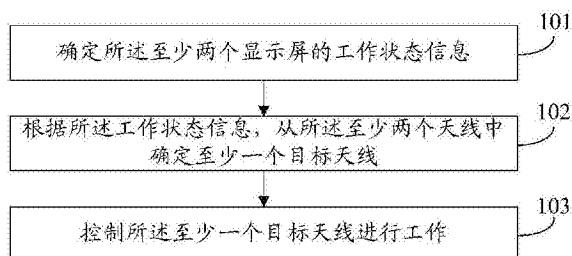 101
确定所述至少两个显示屏的工作状态信息
102
根据所述工作状态信息，从所述至少两个天线中
确定至少一个目标天线
103
控制所述至少一个目标天线进行工作